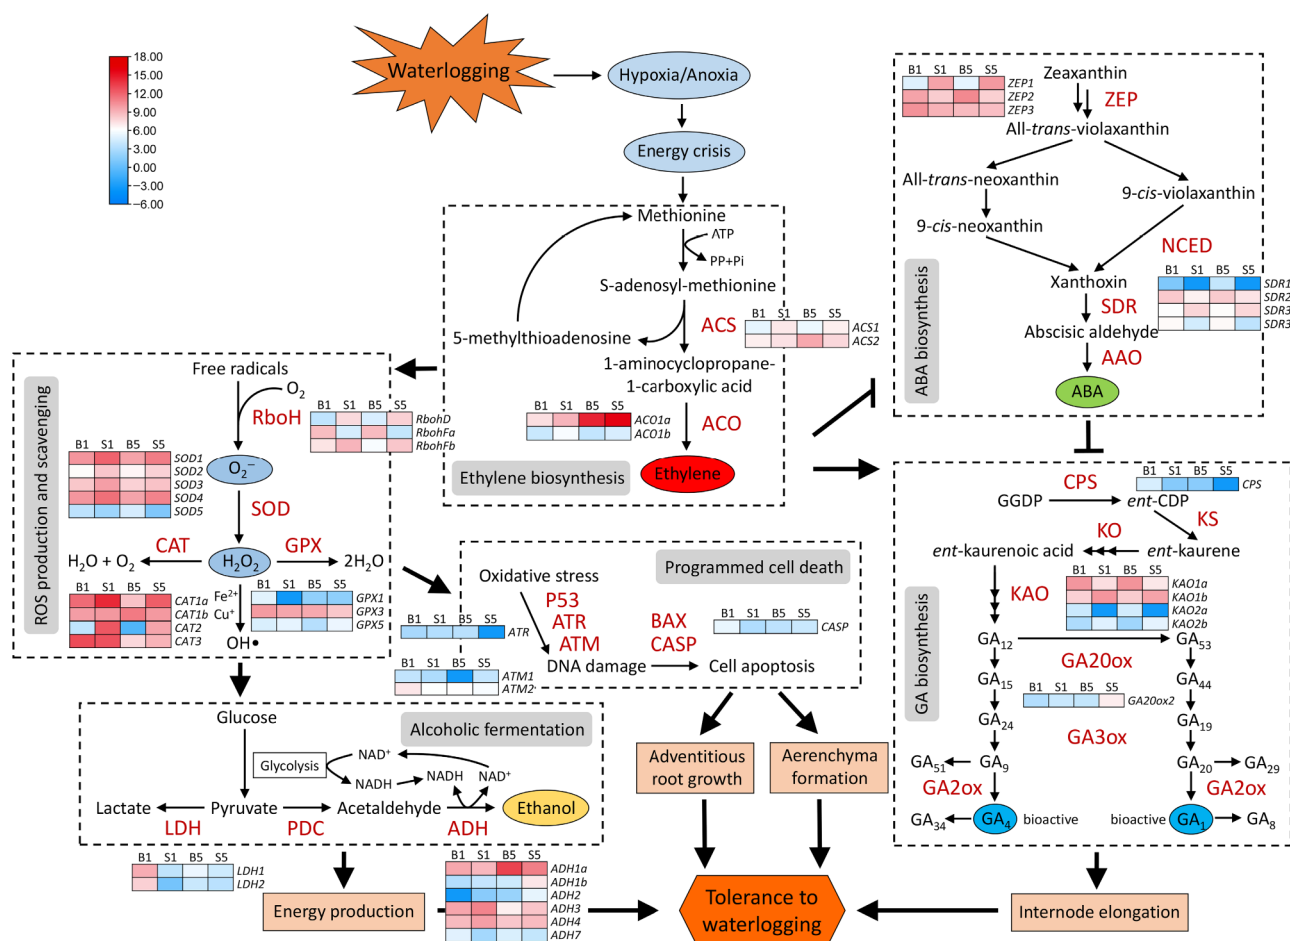 Waterlogging
Hypoxia/Anoxia
Energy crisis
18.00
15.00
12.00
9.00
6.00
3.00
0.00
−3.00
−6.00
Methionine
ATP
PP+Pi
S-adenosyl-methionine
5-methylthioadenosine
ACS
B1 S1 B5 S5
ACS1
ACS2
1-aminocyclopropane-
1-carboxylic acid
B1 S1 B5 S5
ACO1a
ACO1b
ACO
Ethylene biosynthesis
Ethylene
B1 S1 B5 S5
ZEP1
ZEP2
ZEP3
Zeaxanthin
ZEP
All-trans-violaxanthin
All-trans-neoxanthin
9-cis-violaxanthin
9-cis-neoxanthin
NCED
Xanthoxin
B1 S1 B5 S5
SDR1
SDR2
SDR3
SDR3
SDR
Abscisic aldehyde
AAO
ABA
ABA biosynthesis
ROS production and scavenging
Free radicals
O2
RboH
B1 S1 B5 S5
RbohD
RbohFa
RbohFb
B1 S1 B5 S5
SOD1
SOD2
SOD3
SOD4
SOD5
O2−
SOD
CAT
GPX
H2O + O2
H2O2
2H2O
B1 S1 B5 S5
CAT1a
CAT1b
CAT2
CAT3
Fe2+
Cu+
OH•
B1 S1 B5 S5
GPX1
GPX3
GPX5
Oxidative stress
Programmed cell death
P53
ATR
ATM
BAX
CASP
B1 S1 B5 S5
ATR
B1 S1 B5 S5
CASP
DNA damage
Cell apoptosis
B1 S1 B5 S5
ATM1
ATM2
CPS
B1 S1 B5 S5
CPS
GGDP
ent-CDP
KS
KO
ent-kaurenoic acid
ent-kaurene
KAO
B1 S1 B5 S5
KAO1a
KAO1b
KAO2a
KAO2b
GA12
GA53
GA20ox
GA15
GA44
B1 S1 B5 S5
GA20ox2
GA24
GA19
GA3ox
GA51
GA9
GA20
GA29
GA2ox
GA2ox
GA34
GA4
bioactive
bioactive
GA1
GA8
GA biosynthesis
Glucose
Alcoholic fermentation
Glycolysis
NAD+
NADH
NADH
NAD+
Lactate
Pyruvate
Acetaldehyde
Ethanol
LDH
PDC
ADH
B1 S1 B5 S5
LDH1
LDH2
B1 S1 B5 S5
ADH1a
ADH1b
ADH2
ADH3
ADH4
ADH7
Energy production
Adventitious
root growth
Aerenchyma
formation
Tolerance to
waterlogging
Internode elongation